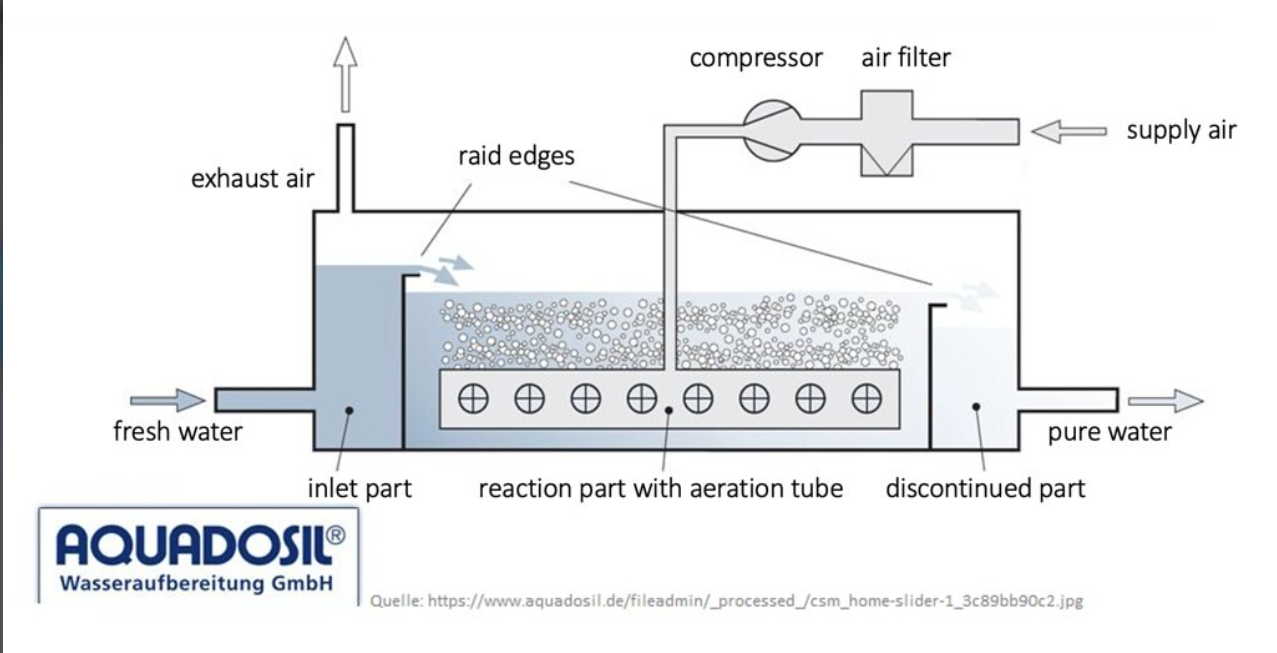 compressor
air filter
supply air
raid edges
exhaust air
fresh water
pure water
inlet part
reaction part with aeration tube
discontinued part
AQUADOSIL®
Wasseraufbereitung GmbH
Quelle: https://www.aquadosil.de/fileadmin/_processed_/csm_home-slider-1_3c89bb90c2.jpg